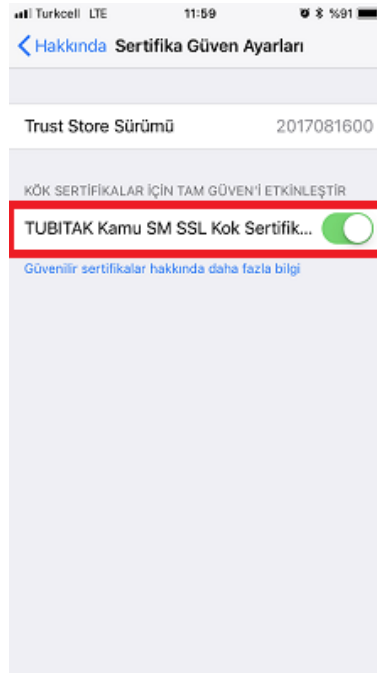 Turkcell LTE 11:59 %91
Hakkında Sertifika Güven Ayarları
Trust Store Sürümü 2017081600
KÖK SERTİFİKALAR İÇİN TAM GÜVEN'İ ETKİNLEŞTİR
TUBITAK Kamu SM SSL Kok Sertifik...
Güvenilir sertifikalar hakkında daha fazla bilgi